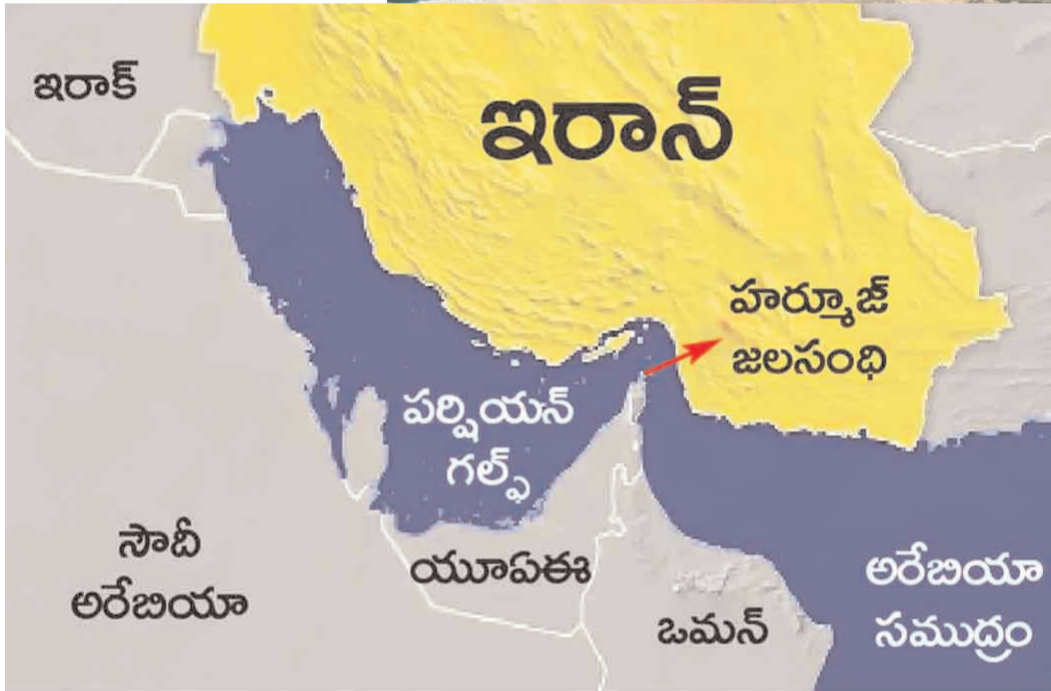 ఇరాక్
ఇరాన్
హర్మూజ్
జలసంధి
పర్షియన్
గల్ఫ్
సౌదీ
అరేబియా
యూఏఈ
ఒమన్
అరేబియా
సముద్రం